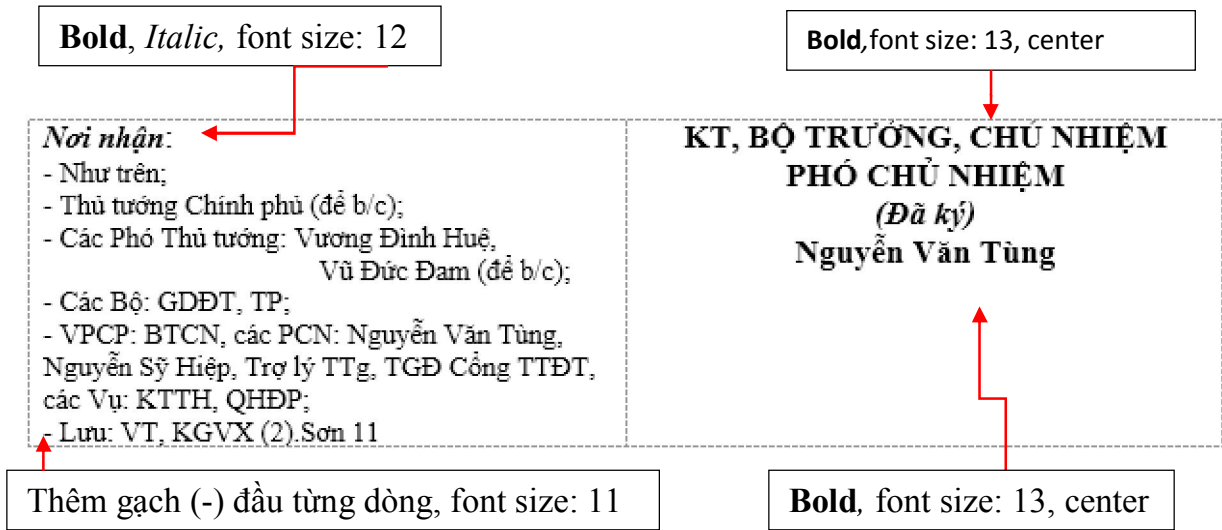 Bold, Italic, font size: 12
Bold,font size: 13, center
Nơi nhận:
- Như trên;
- Thủ tướng Chính phủ (để b/c);
- Các Phó Thủ tướng: Vương Đình Huệ,
Vũ Đức Đam (để b/c);
- Các Bộ: GDĐT, TP;
- VPCP: BTCN, các PCN: Nguyễn Văn Tùng,
Nguyễn Sỹ Hiệp, Trợ lý TTg, TGĐ Cổng TTĐT,
các Vụ: KTTH, QHĐP;
- Lưu: VT, KGVX (2).Sơn 11
KT, BỘ TRƯỞNG, CHỦ NHIỆM
PHÓ CHỦ NHIỆM
(Đã ký)
Nguyễn Văn Tùng
Thêm gạch (-) đầu từng dòng, font size: 11
Bold, font size: 13, center